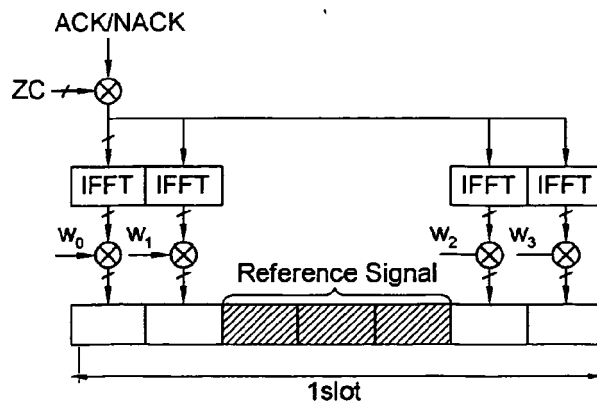 ACK/NACK
ZC
IFFT IFFT IFFT IFFT
w0 w1 w2 w3
Reference Signal
1slot